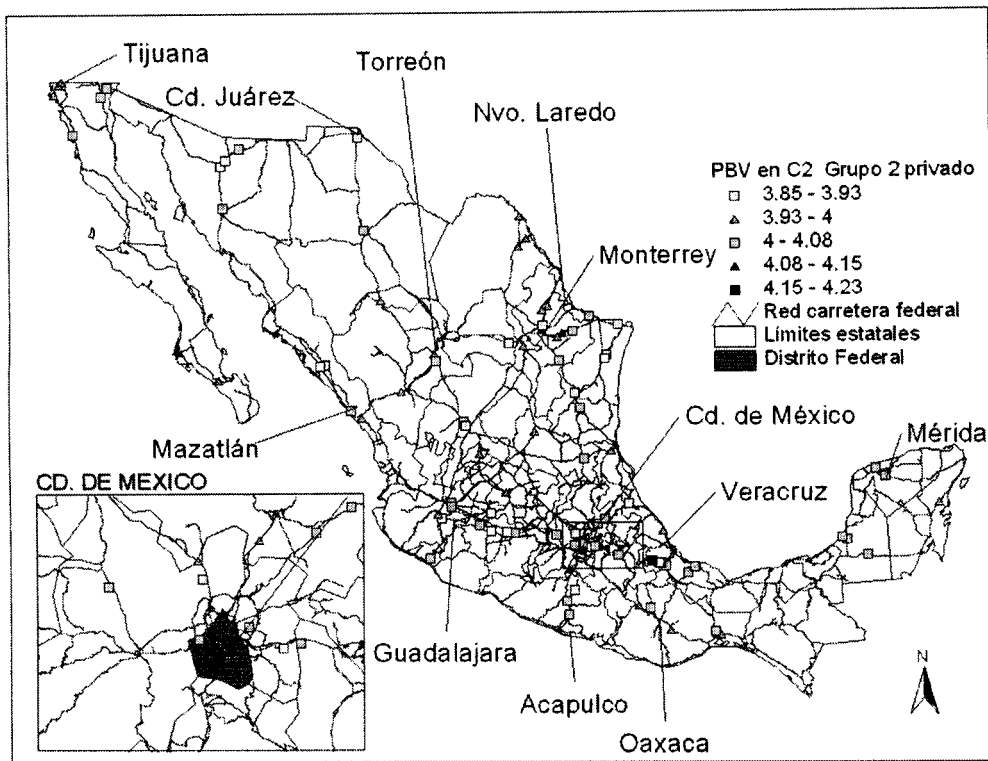 Tijuana
Torreón
Cd. Juárez
Nvo. Laredo
PBV en C2 Grupo 2 privado
3.85 - 3.93
3.93 - 4
4 - 4.08
4.08 - 4.15
4.15 - 4.23
Red carretera federal
Límites estatales
Distrito Federal
Monterrey
Cd. de México
Mérida
Mazatlán
Veracruz
CD. DE MEXICO
Guadalajara
Acapulco
Oaxaca
N